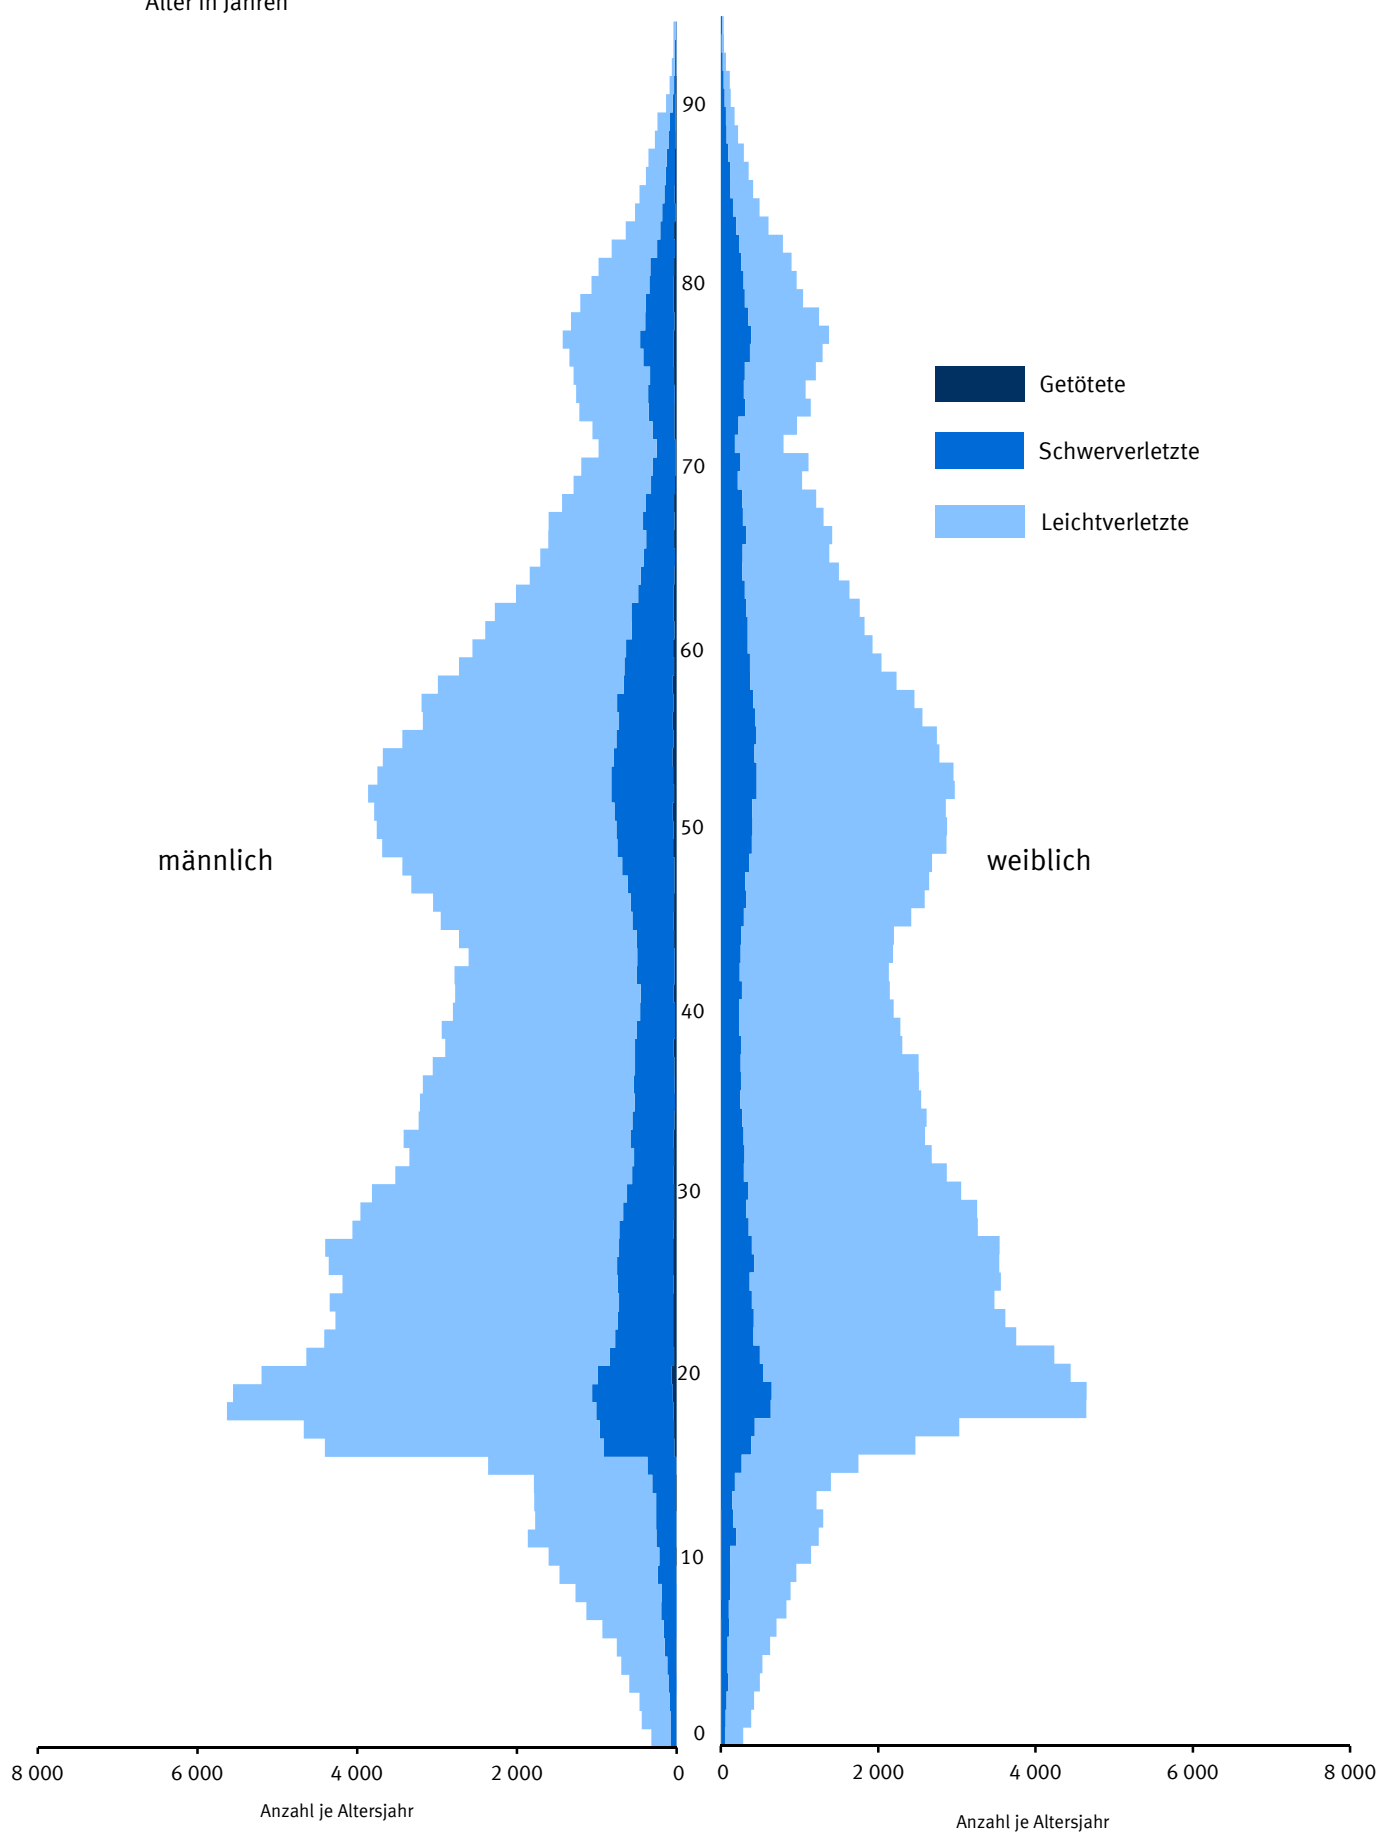 Alter in Jahren
90
80
Getötete
Schwerverletzte
70
Leichtverletzte
60
50
männlich
weiblich
40
30
20
10
0
8 000 6 000 4 000 2 000 0 0 2 000 4 000 6 000 8 000
Anzahl je Altersjahr
Anzahl je Altersjahr